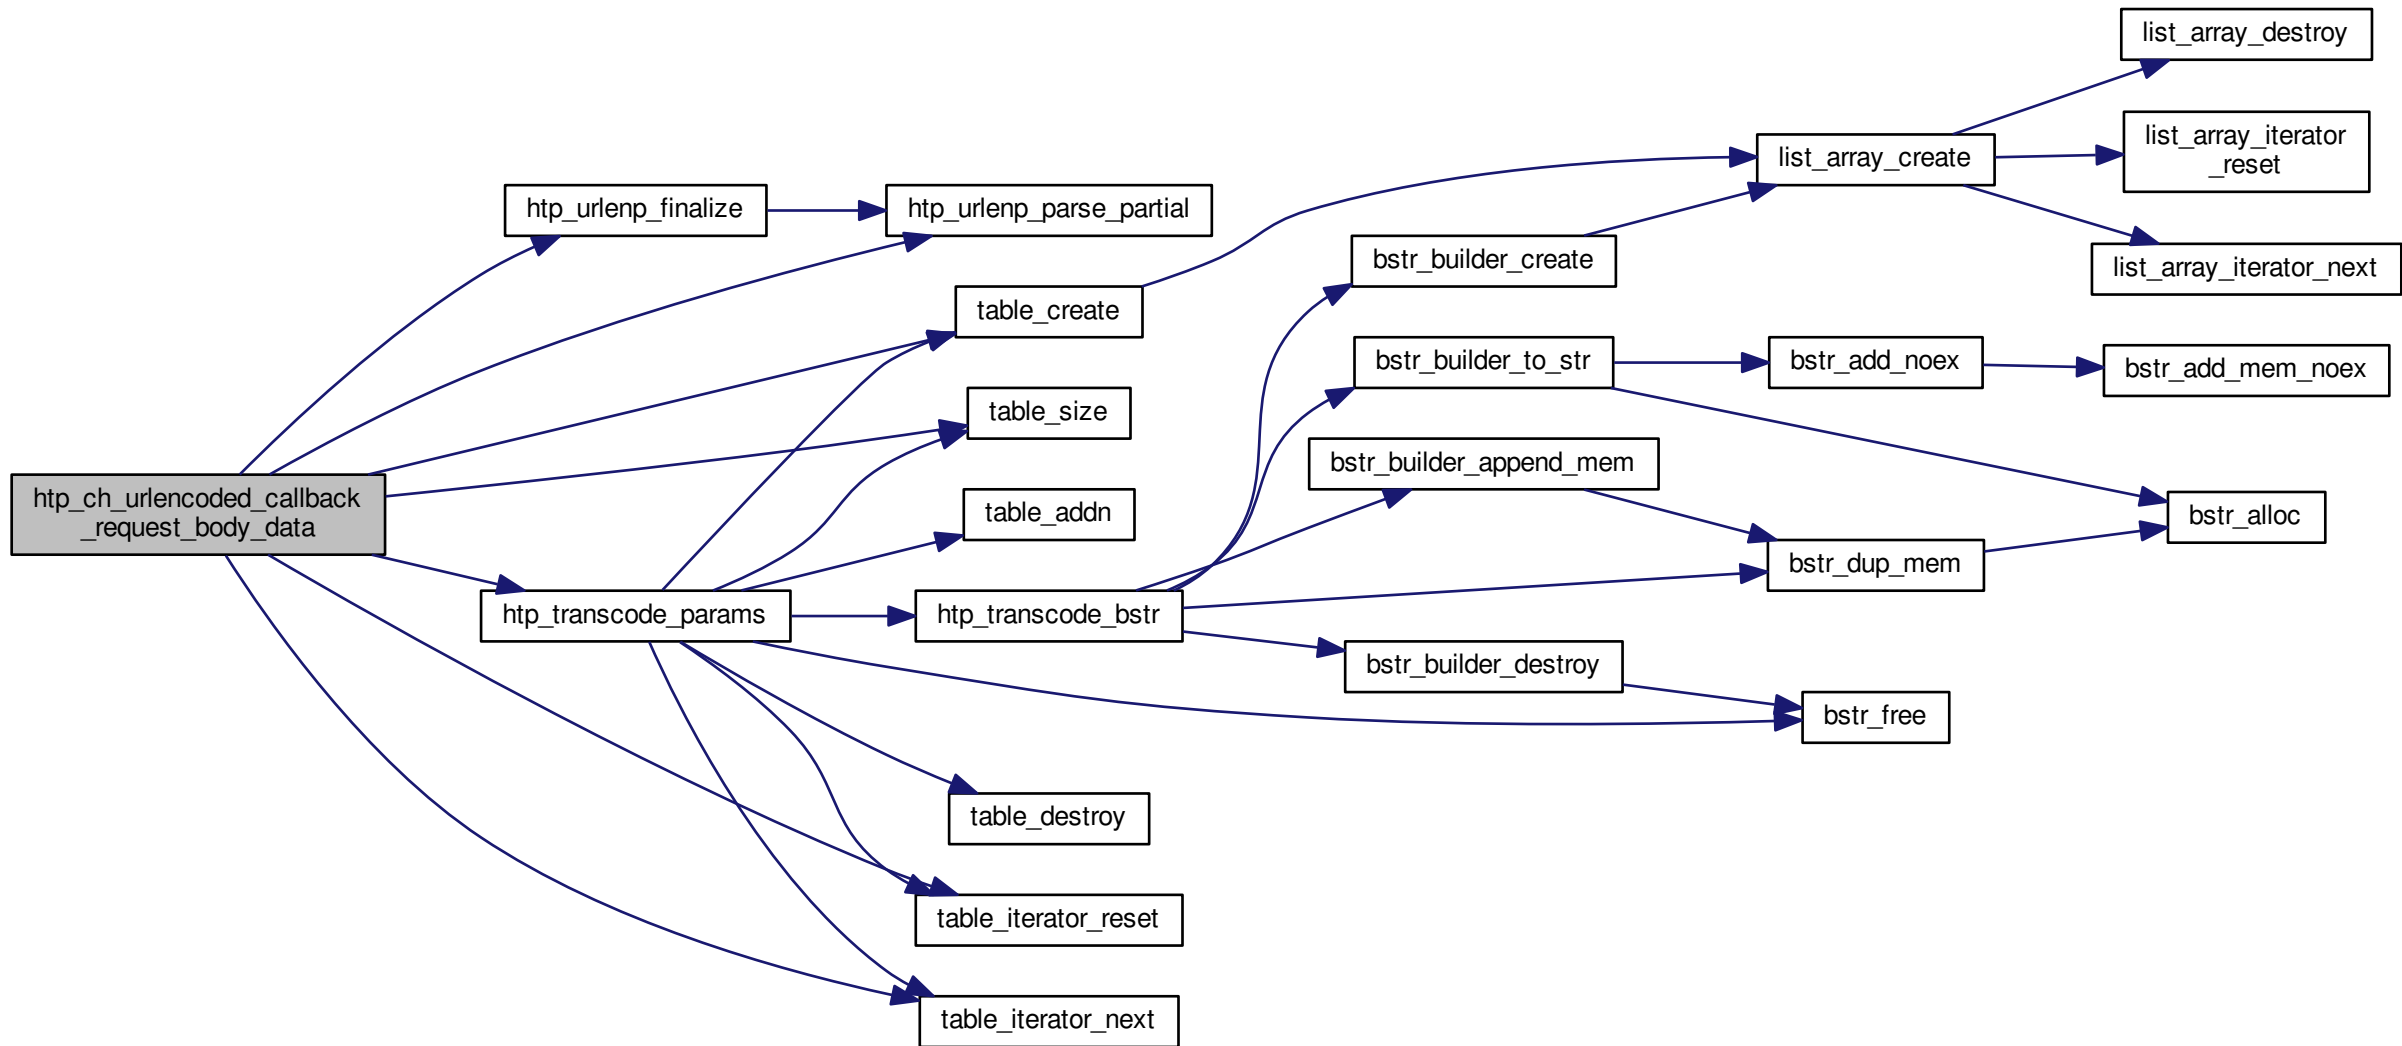 htp_ch_urlencoded_callback
_request_body_data
htp_urlenp_finalize
htp_urlenp_parse_partial
table_create
table_size
table_addn
htp_transcode_params
htp_transcode_bstr
table_destroy
table_iterator_reset
table_iterator_next
bstr_builder_create
bstr_builder_to_str
bstr_builder_append_mem
bstr_builder_destroy
list_array_create
bstr_add_noex
bstr_dup_mem
bstr_free
list_array_destroy
list_array_iterator
_reset
list_array_iterator_next
bstr_add_mem_noex
bstr_alloc